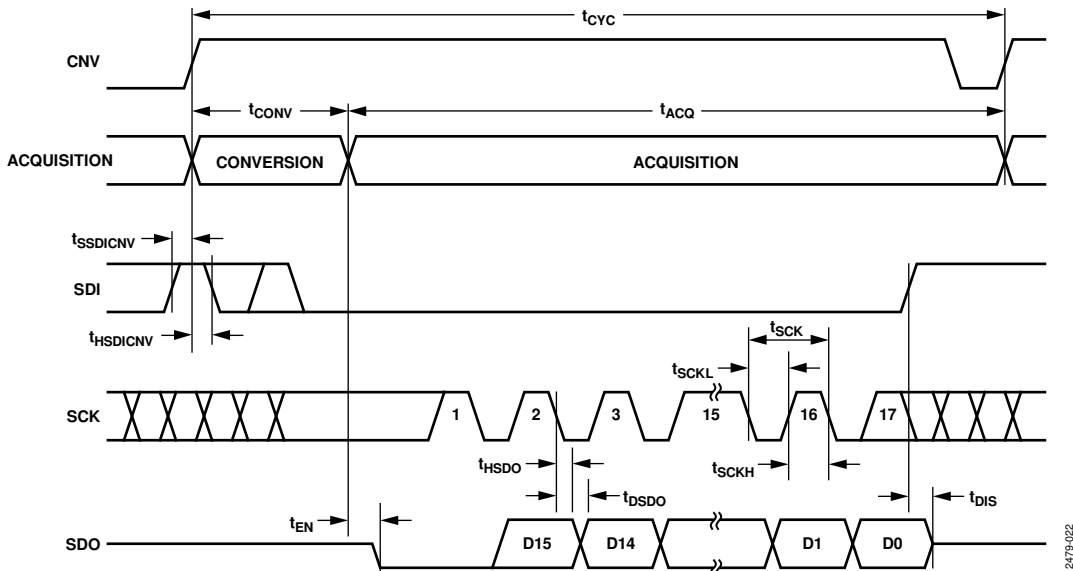 tCYC
CNV
tCONV
tACQ
ACQUISITION
CONVERSION
ACQUISITION
tSSDICNV
SDI
tHSDICNV
tSCK
tSCKL
SCK
1 2 3 15 16 17
tHSDO
tSCKH
tDSDO
tDIS
tEN
SDO
D15 D14 D1 D0
2479-022